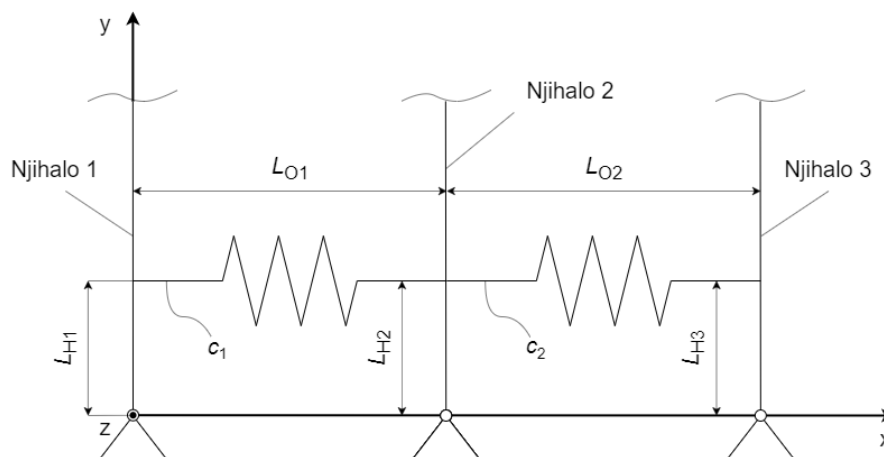 y
Njihalo 2
Njihalo 1
L_O1
L_O2
Njihalo 3
L_H1
c_1
L_H2
c_2
L_H3
z
x